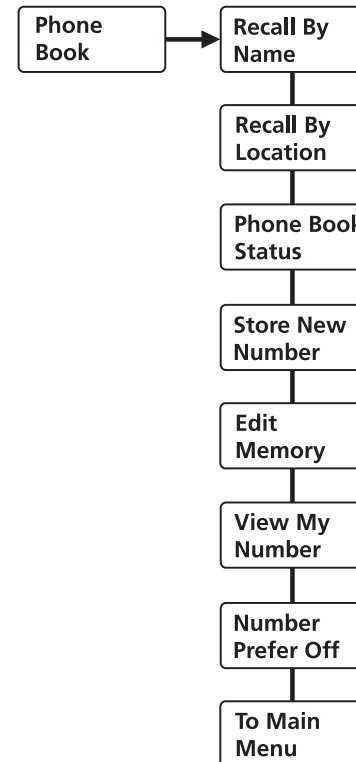 Phone
Book
Recall By
Name
Recall By
Location
Phone Book
Status
Store New
Number
Edit
Memory
View My
Number
Number
Prefer Off
To Main
Menu